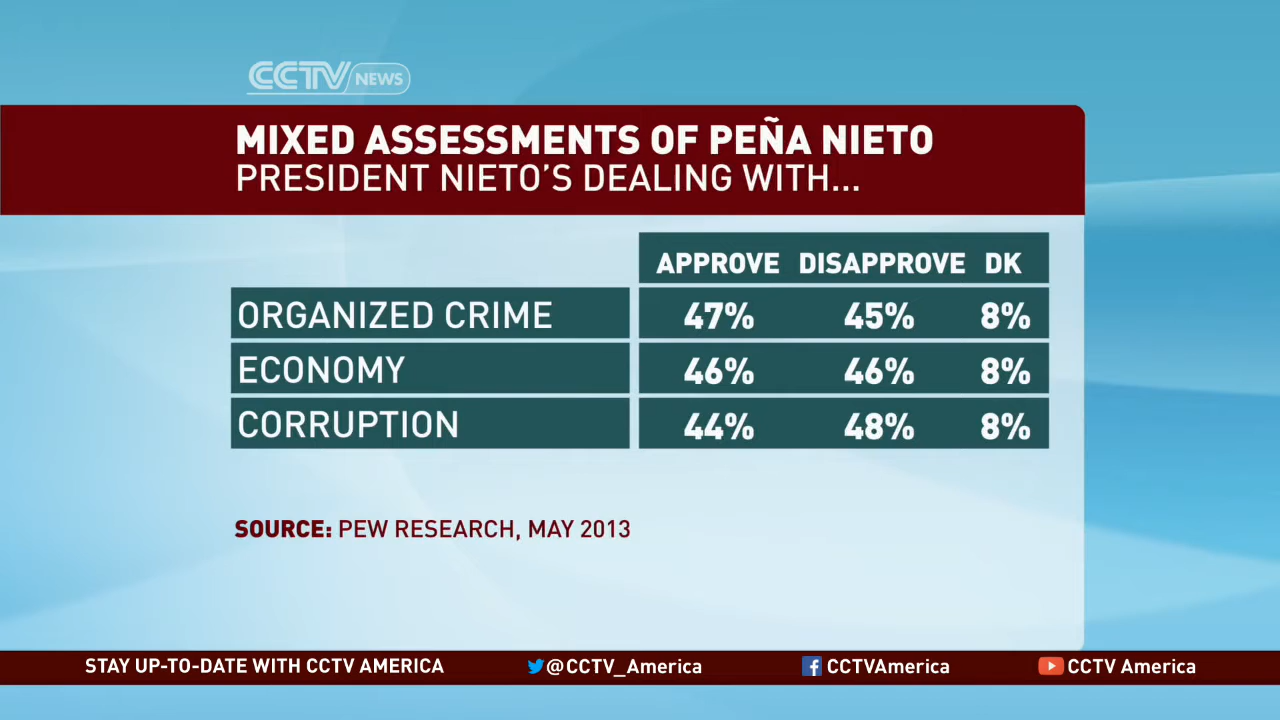 CCTV NEWS
MIXED ASSESSMENTS OF PEÑA NIETO
PRESIDENT NIETO'S DEALING WITH...
APPROVE DISAPPROVE DK
ORGANIZED CRIME 47% 45% 8%
ECONOMY 46% 46% 8%
CORRUPTION 44% 48% 8%
SOURCE: PEW RESEARCH, MAY 2013
STAY UP-TO-DATE WITH CCTV AMERICA @CCTV_America CCTVAmerica CCTV America